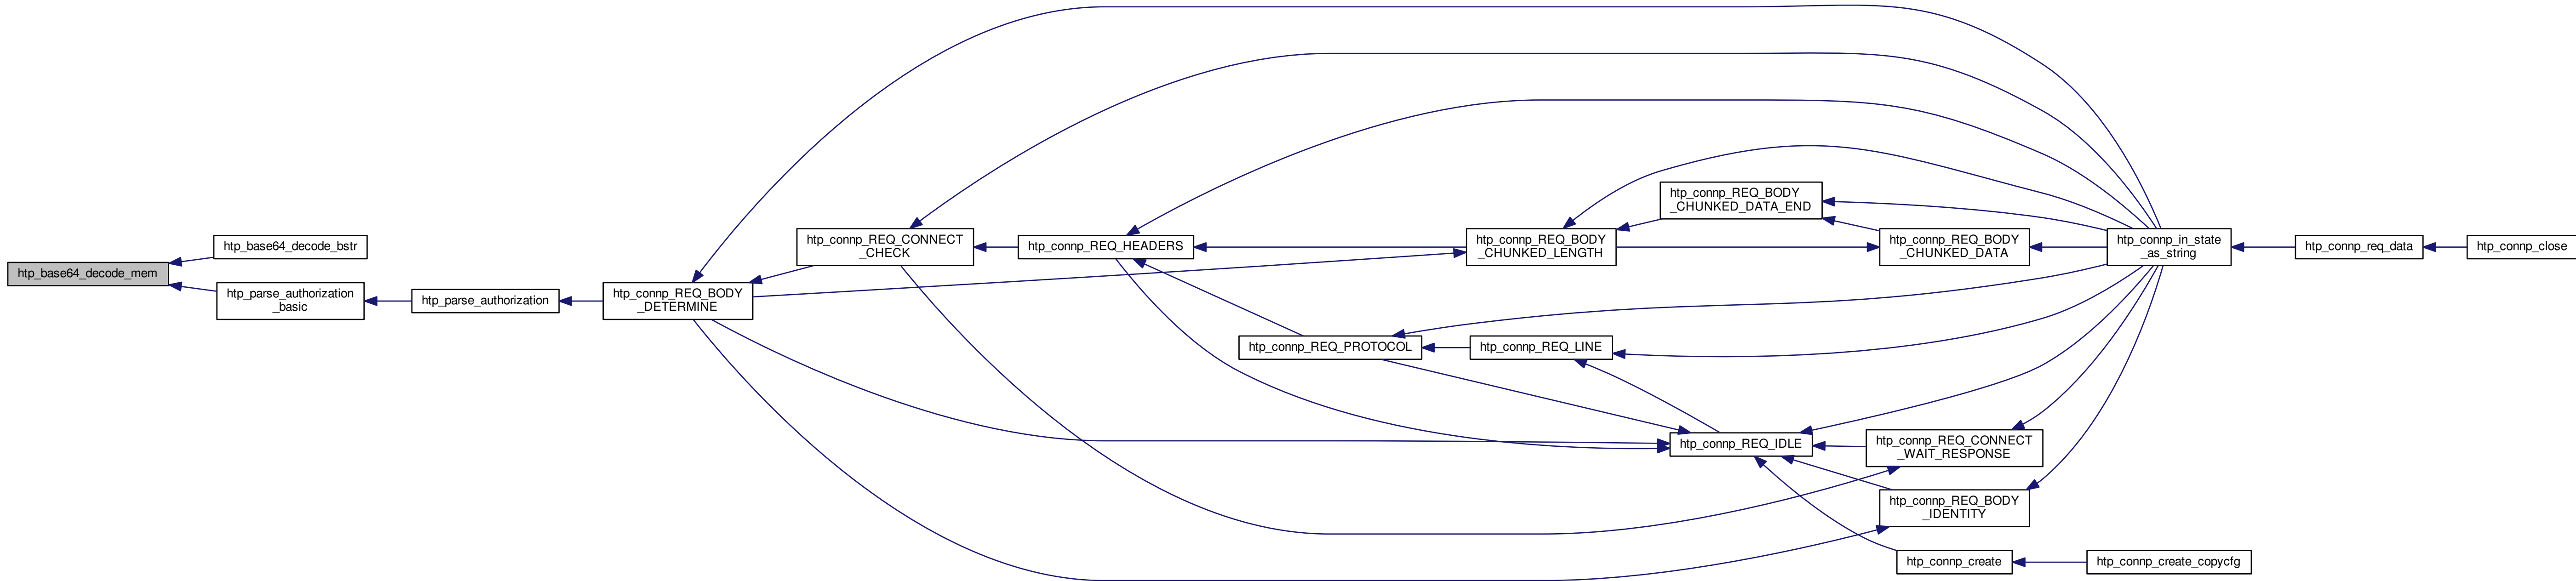 htp_base64_decode_mem
htp_base64_decode_bstr
htp_parse_authorization
_basic
htp_parse_authorization
htp_connp_REQ_BODY
_DETERMINE
htp_connp_REQ_CONNECT
_CHECK
htp_connp_REQ_HEADERS
htp_connp_REQ_PROTOCOL
htp_connp_REQ_BODY
_CHUNKED_LENGTH
htp_connp_REQ_LINE
htp_connp_REQ_BODY
_CHUNKED_DATA_END
htp_connp_REQ_IDLE
htp_connp_REQ_BODY
_CHUNKED_DATA
htp_connp_REQ_CONNECT
_WAIT_RESPONSE
htp_connp_REQ_BODY
_IDENTITY
htp_connp_create
htp_connp_in_state
_as_string
htp_connp_create_copycfg
htp_connp_req_data
htp_connp_close